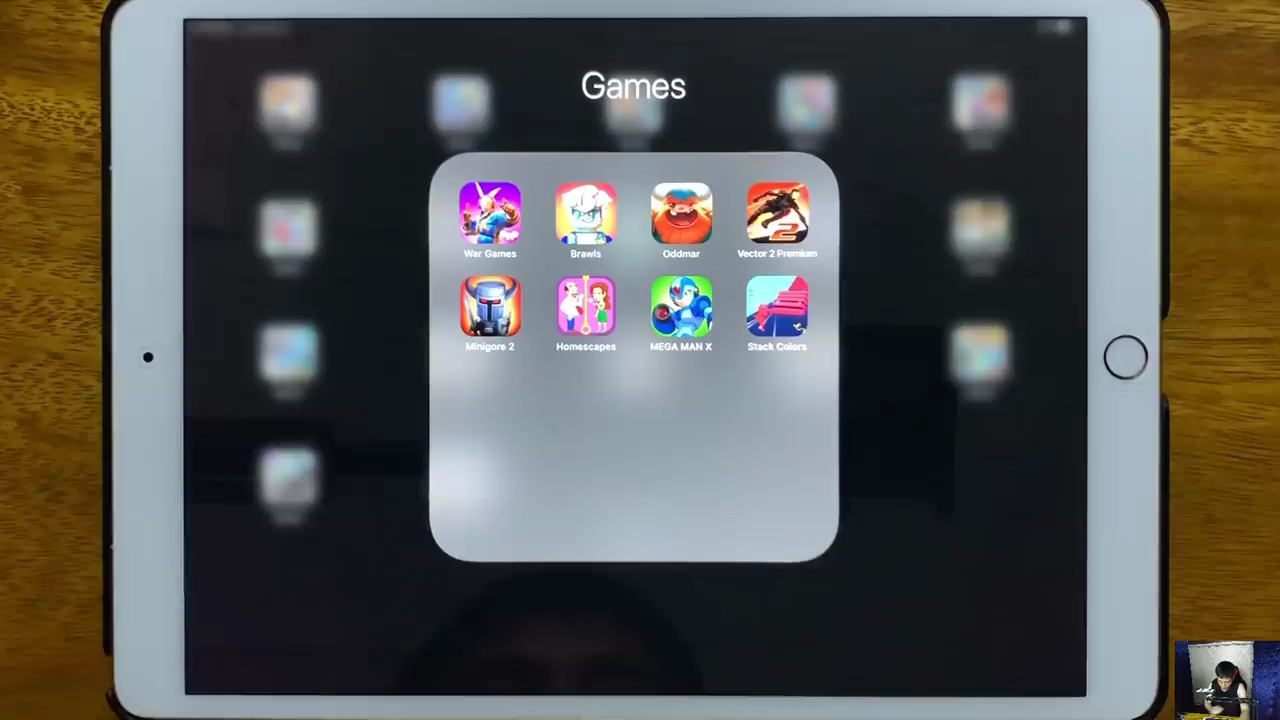 Games
War Games
Brawls
Oddmar
Vector 2 Premium
Minigore 2
Homescapes
MEGA MAN X
Stack Colors